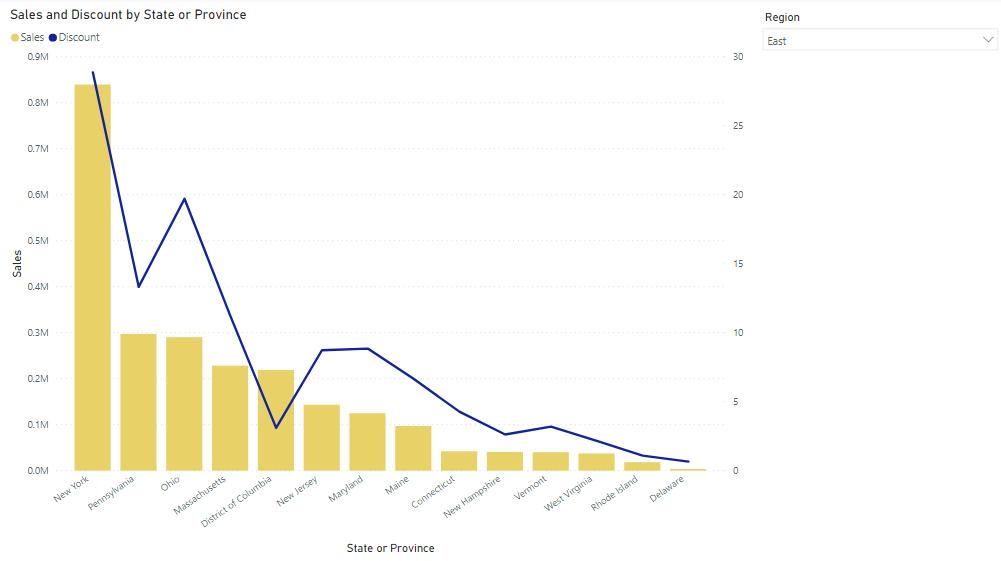 Sales and Discount by State or Province
Sales Discount
Region
East
0.9M
0.8M
0.7M
0.6M
0.5M
0.4M
0.3M
0.2M
0.1M
0.0M
Sales
30
25
20
15
10
5
0
New York
Pennsylvania
Ohio
Massachusetts
District of Columbia
New Jersey
Maryland
Maine
Connecticut
New Hampshire
Vermont
West Virginia
Rhode Island
Delaware
State or Province